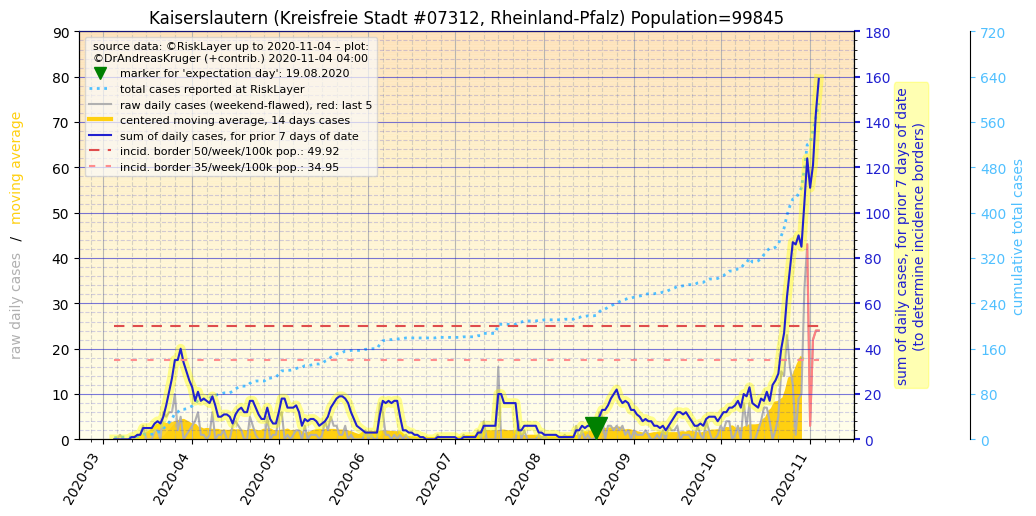 Kaiserslautern (Kreisfreie Stadt #07312, Rheinland-Pfalz) Population=99845
source data: ©RiskLayer up to 2020-11-04 – plot:
©DrAndreasKruger (+contrib.) 2020-11-04 04:00
marker for 'expectation day': 19.08.2020
total cases reported at RiskLayer
raw daily cases (weekend-flawed), red: last 5
centered moving average, 14 days cases
sum of daily cases, for prior 7 days of date
incid. border 50/week/100k pop.: 49.92
incid. border 35/week/100k pop.: 34.95
raw daily cases / moving average
90
80
70
60
50
40
30
20
10
0
180
160
140
120
100
80
60
40
20
0
sum of daily cases, for prior 7 days of date
(to determine incidence borders)
720
640
560
480
400
320
240
160
80
0
cumulative total cases
2020-03
2020-04
2020-05
2020-06
2020-07
2020-08
2020-09
2020-10
2020-11